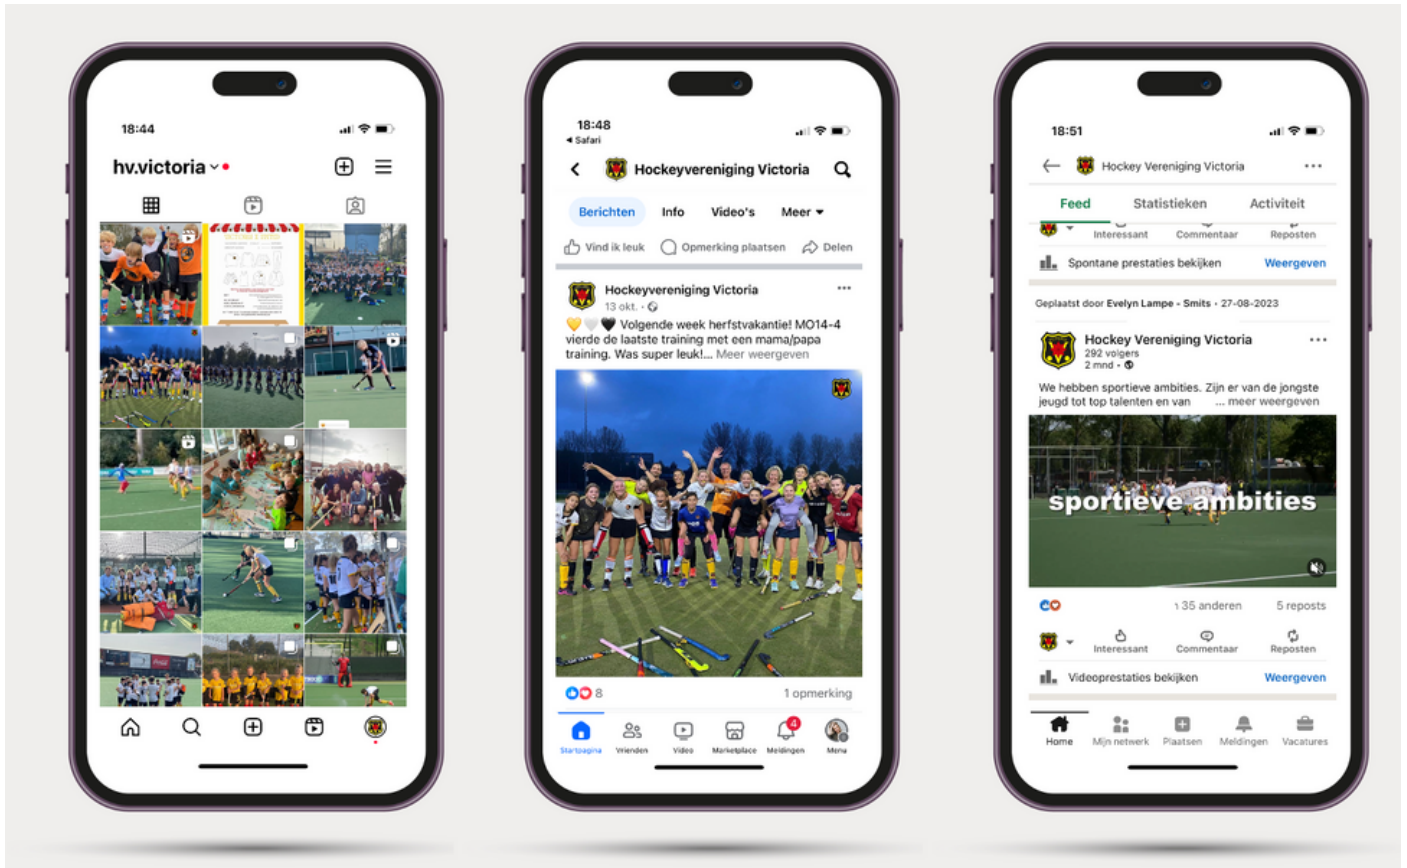 18:44
hv.victoria
18:48
Safari
Hockeyvereniging Victoria
Berichten Info Video's Meer
Vind ik leuk Opmerking plaatsen Delen
Hockeyvereniging Victoria
13 okt. ·
Volgende week herfstvakantie! MO14-4
vierde de laatste training met een mama/papa
training. Was super leuk!... Meer weergeven
8 1 opmerking
4
Startpagina Vrienden Video Marketplace Meldingen Menu
18:51
Hockey Vereniging Victoria
Feed Statistieken Activiteit
Interessant Commentaar Reposten
Spontane prestaties bekijken Weergeven
Geplaatst door Evelyn Lampe - Smits • 27-08-2023
Hockey Vereniging Victoria
292 volgers
2 mnd •
We hebben sportieve ambities. Zijn er van de jongste
jeugd tot top talenten en van ... meer weergeven
sportieve ambities
35 anderen 5 reposts
Interessant Commentaar Reposten
Videoprestaties bekijken Weergeven
Home Mijn netwerk Plaatsen Meldingen Vacatures